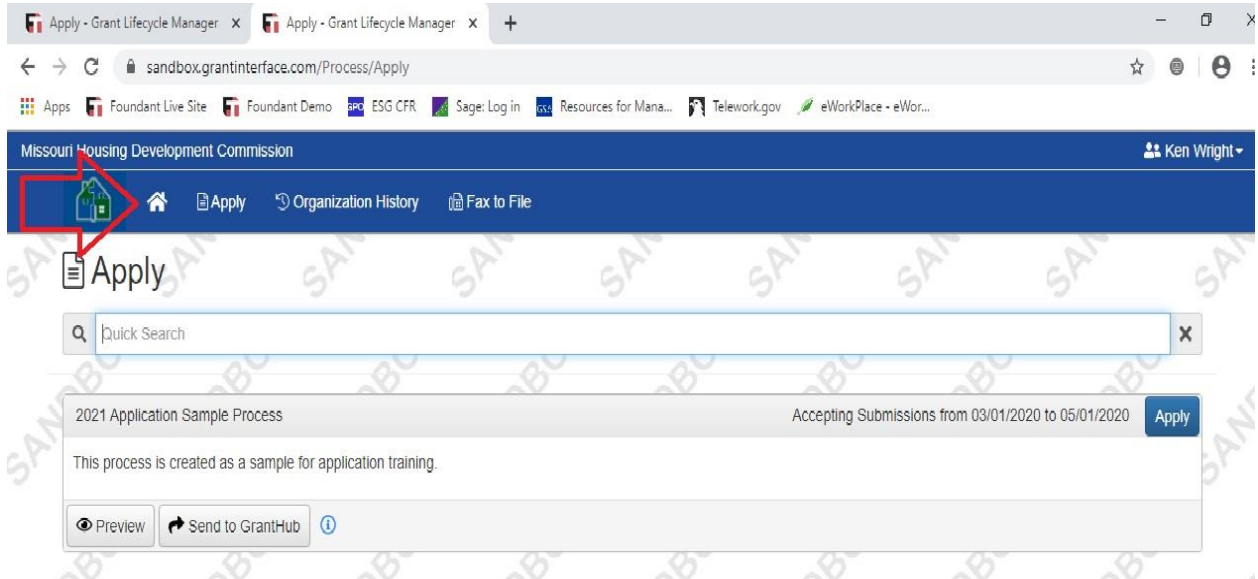 Apply - Grant Lifecycle Manager Apply - Grant Lifecycle Manager
sandbox.grantinterface.com/Process/Apply
Apps Foundant Live Site Foundant Demo GPO ESG CFR Sage: Log in GSA Resources for Mana... Telework.gov eWorkPlace - eWor...
Missouri Housing Development Commission Ken Wright
Apply Organization History Fax to File
Apply
Quick Search
2021 Application Sample Process Accepting Submissions from 03/01/2020 to 05/01/2020 Apply
This process is created as a sample for application training.
Preview Send to GrantHub